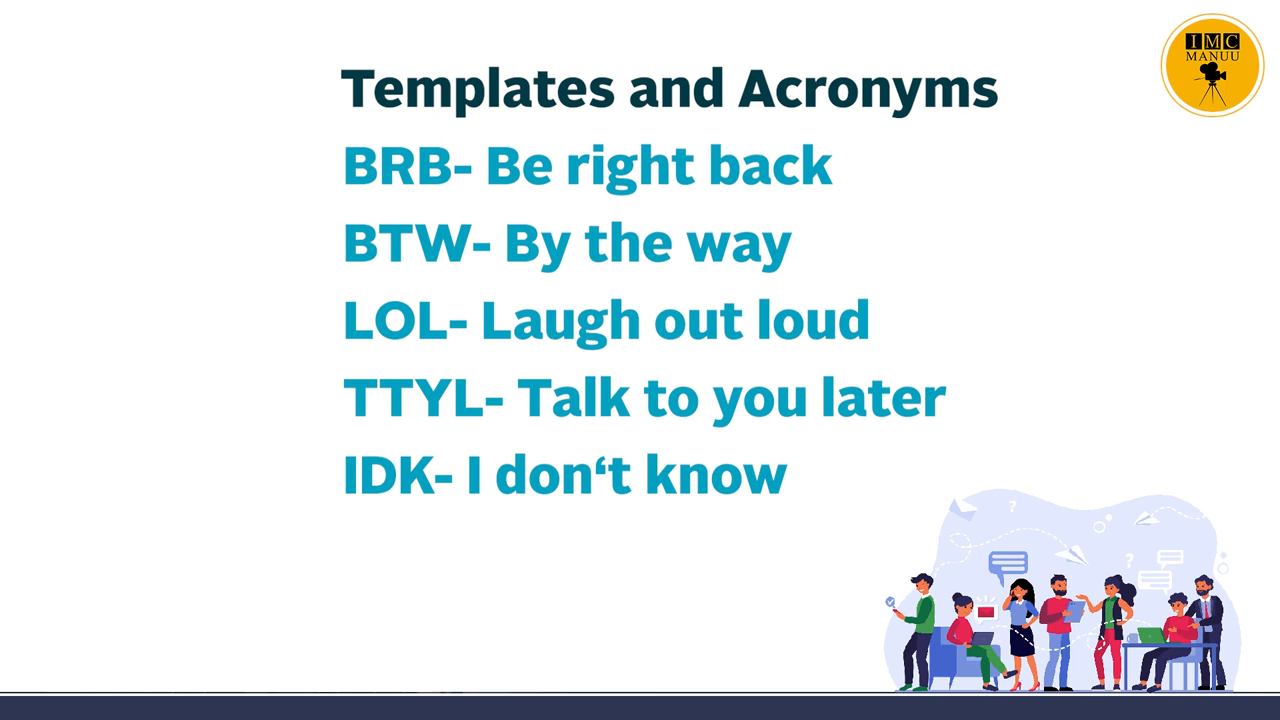 IMC
MANUU
Templates and Acronyms
BRB- Be right back
BTW- By the way
LOL- Laugh out loud
TTYL- Talk to you later
IDK- I don‘t know
?
?